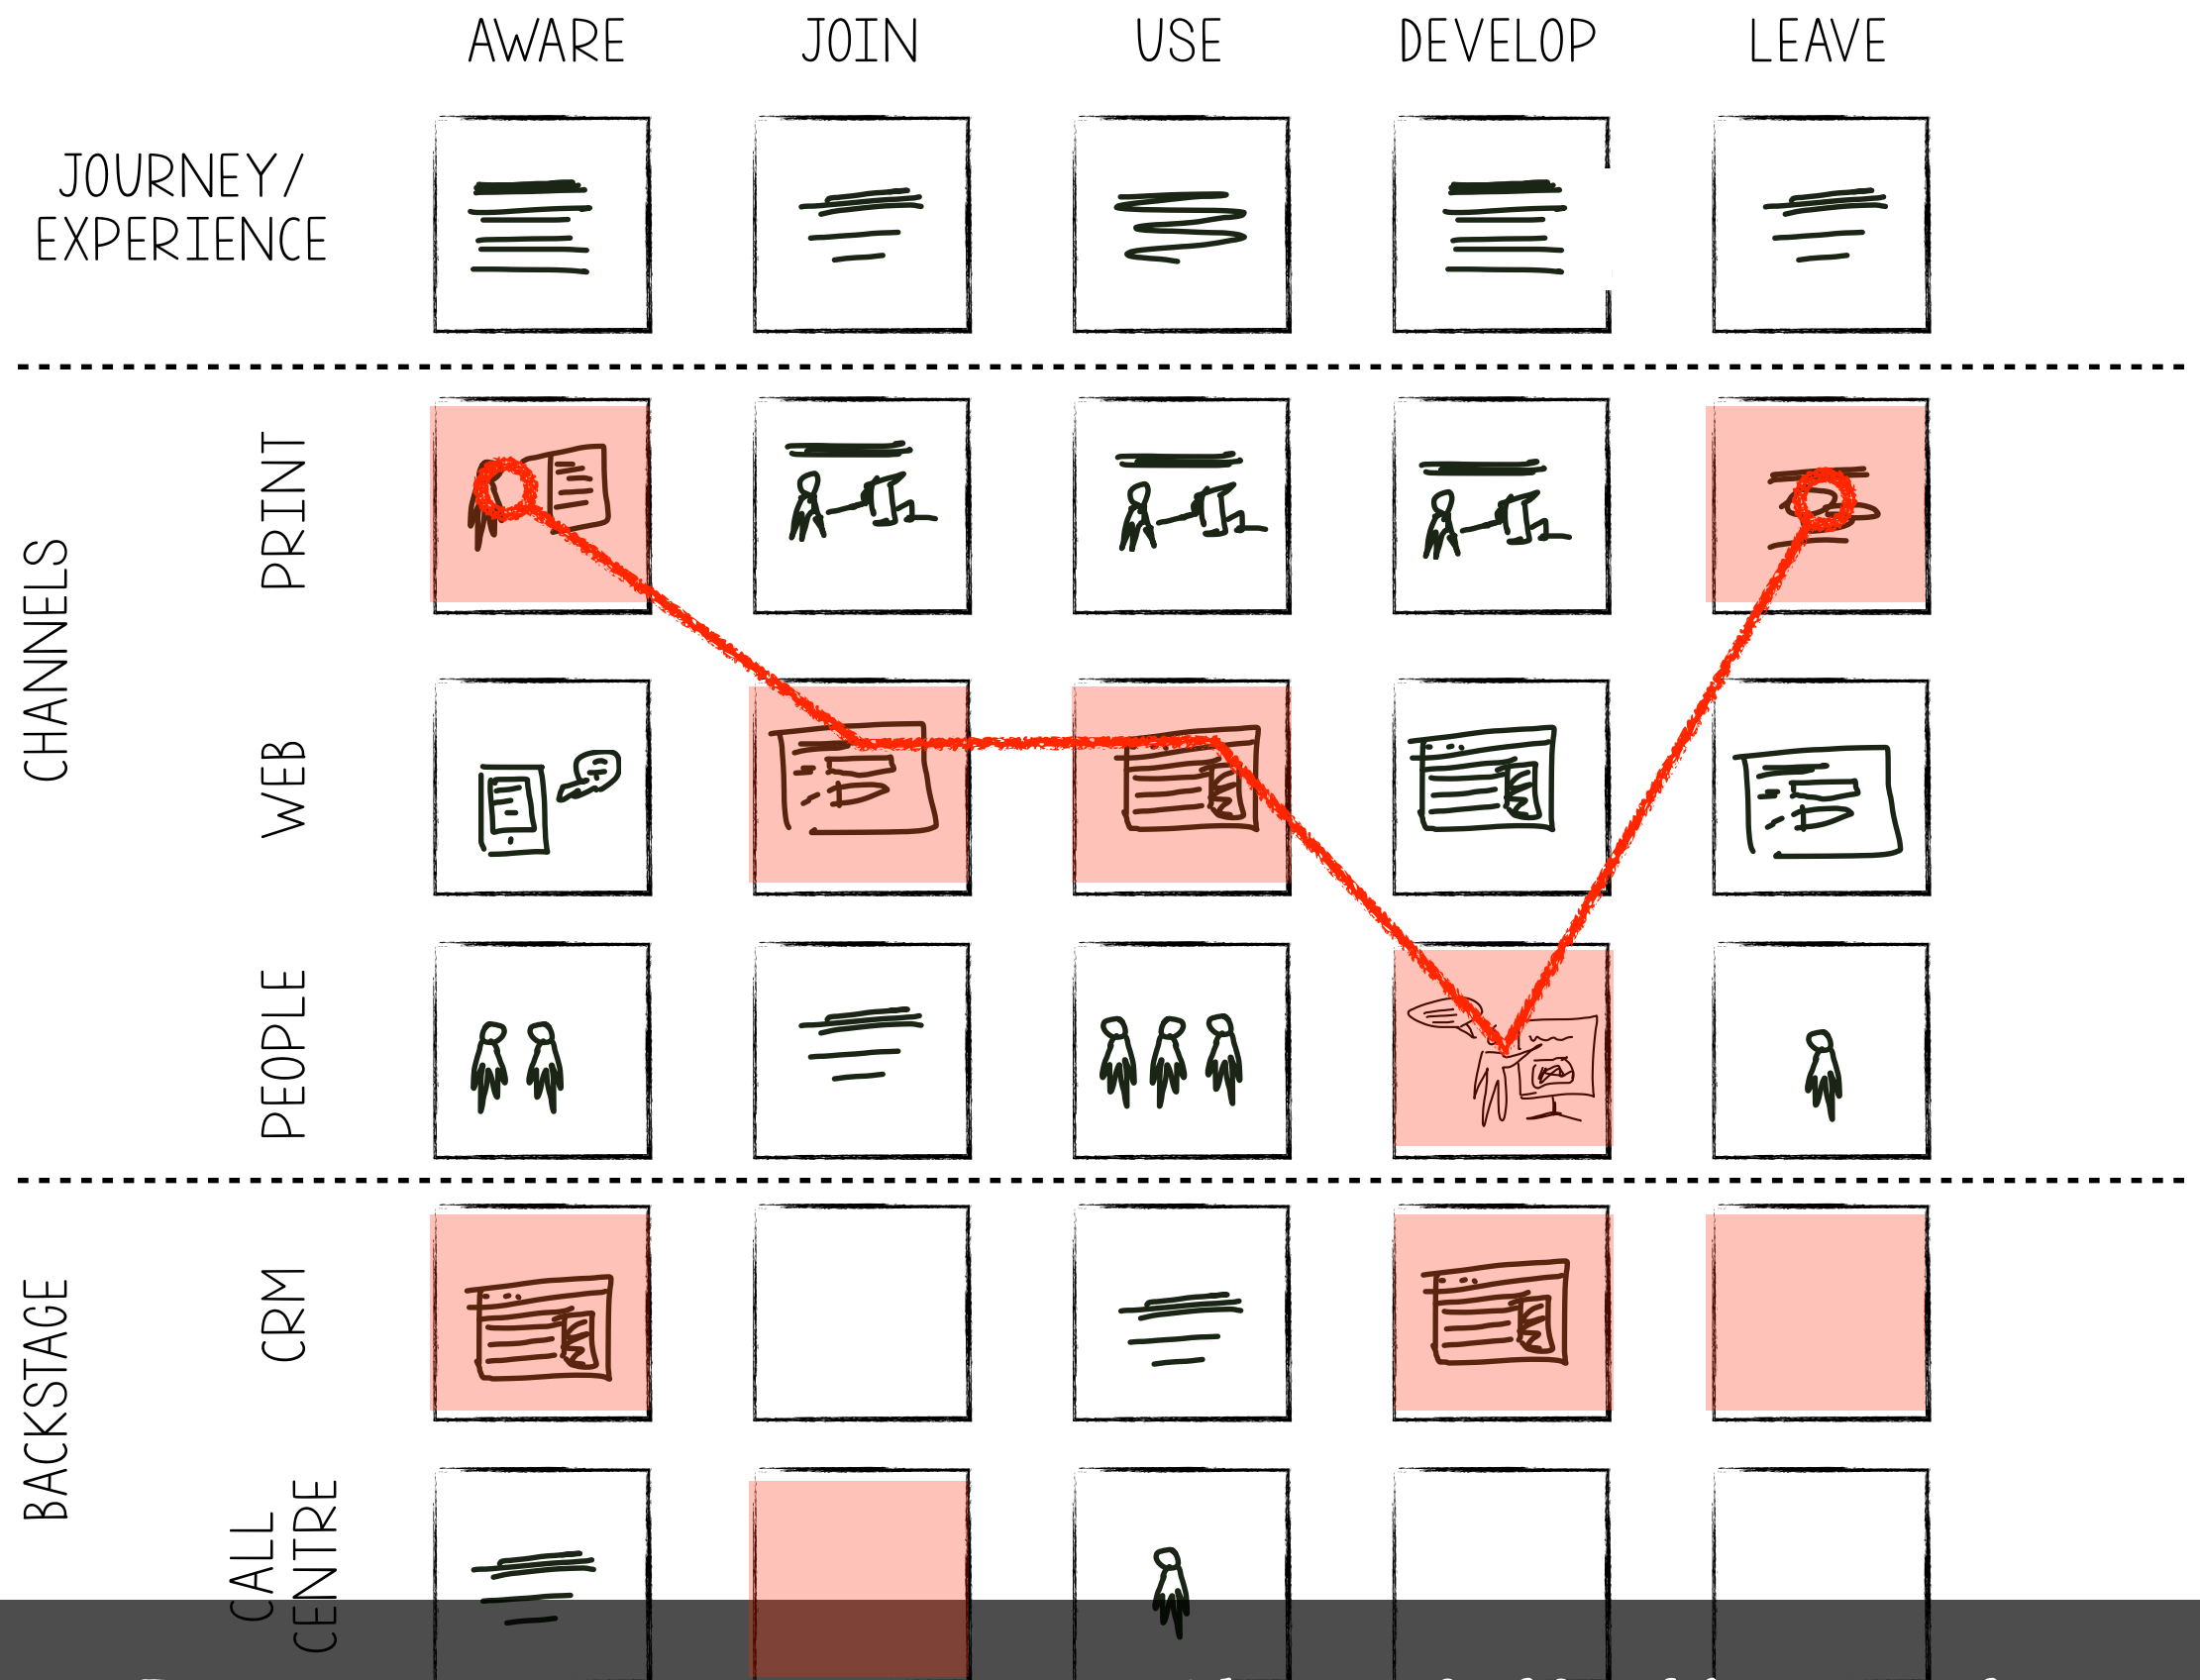 AWARE JOIN USE DEVELOP LEAVE
JOURNEY/
EXPERIENCE
CHANNELS
PRINT
WEB
PEOPLE
BACKSTAGE
CRM
CALL
CENTRE